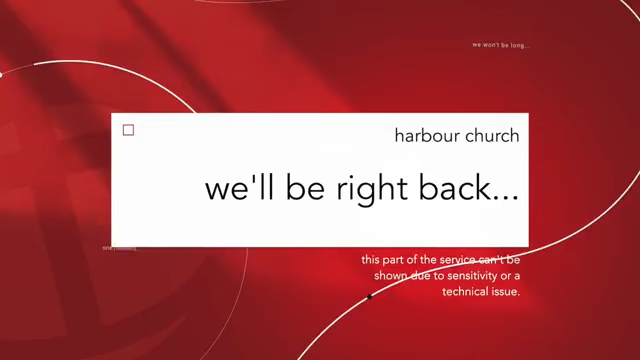 we won't be long...
harbour church
we'll be right back...
this part of the service can't be
shown due to sensitivity or a
technical issue.